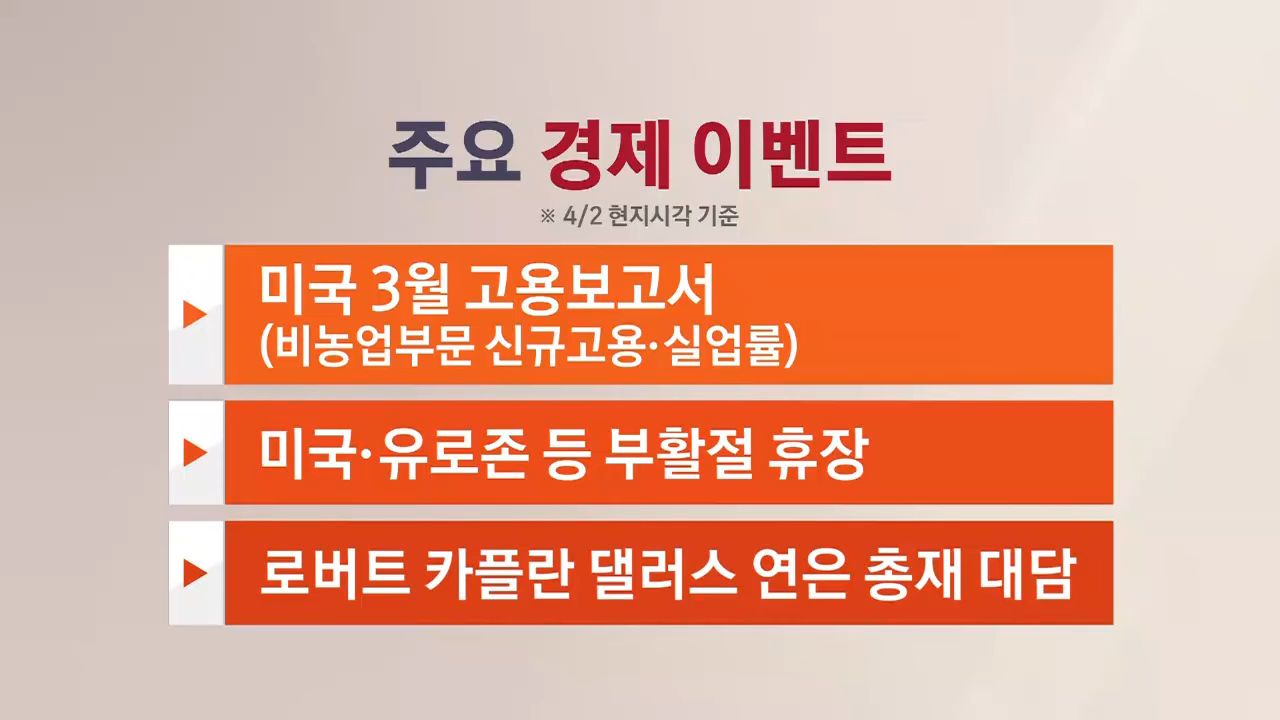 주요 경제 이벤트
※ 4/2 현지시각 기준
미국 3월 고용보고서
(비농업부문 신규고용·실업률)
미국·유로존 등 부활절 휴장
로버트 카플란 댈러스 연은 총재 대담